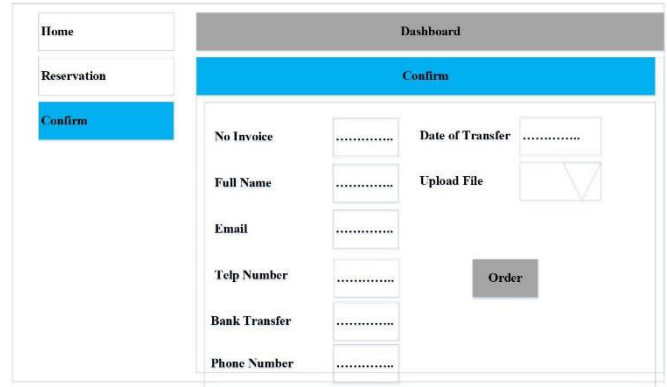 Home
Dashboard
Reservation
Confirm
Confirm
No Invoice ..............
Date of Transfer ..............
Full Name ..............
Upload File
Email ..............
Telp Number ..............
Order
Bank Transfer ..............
Phone Number ..............